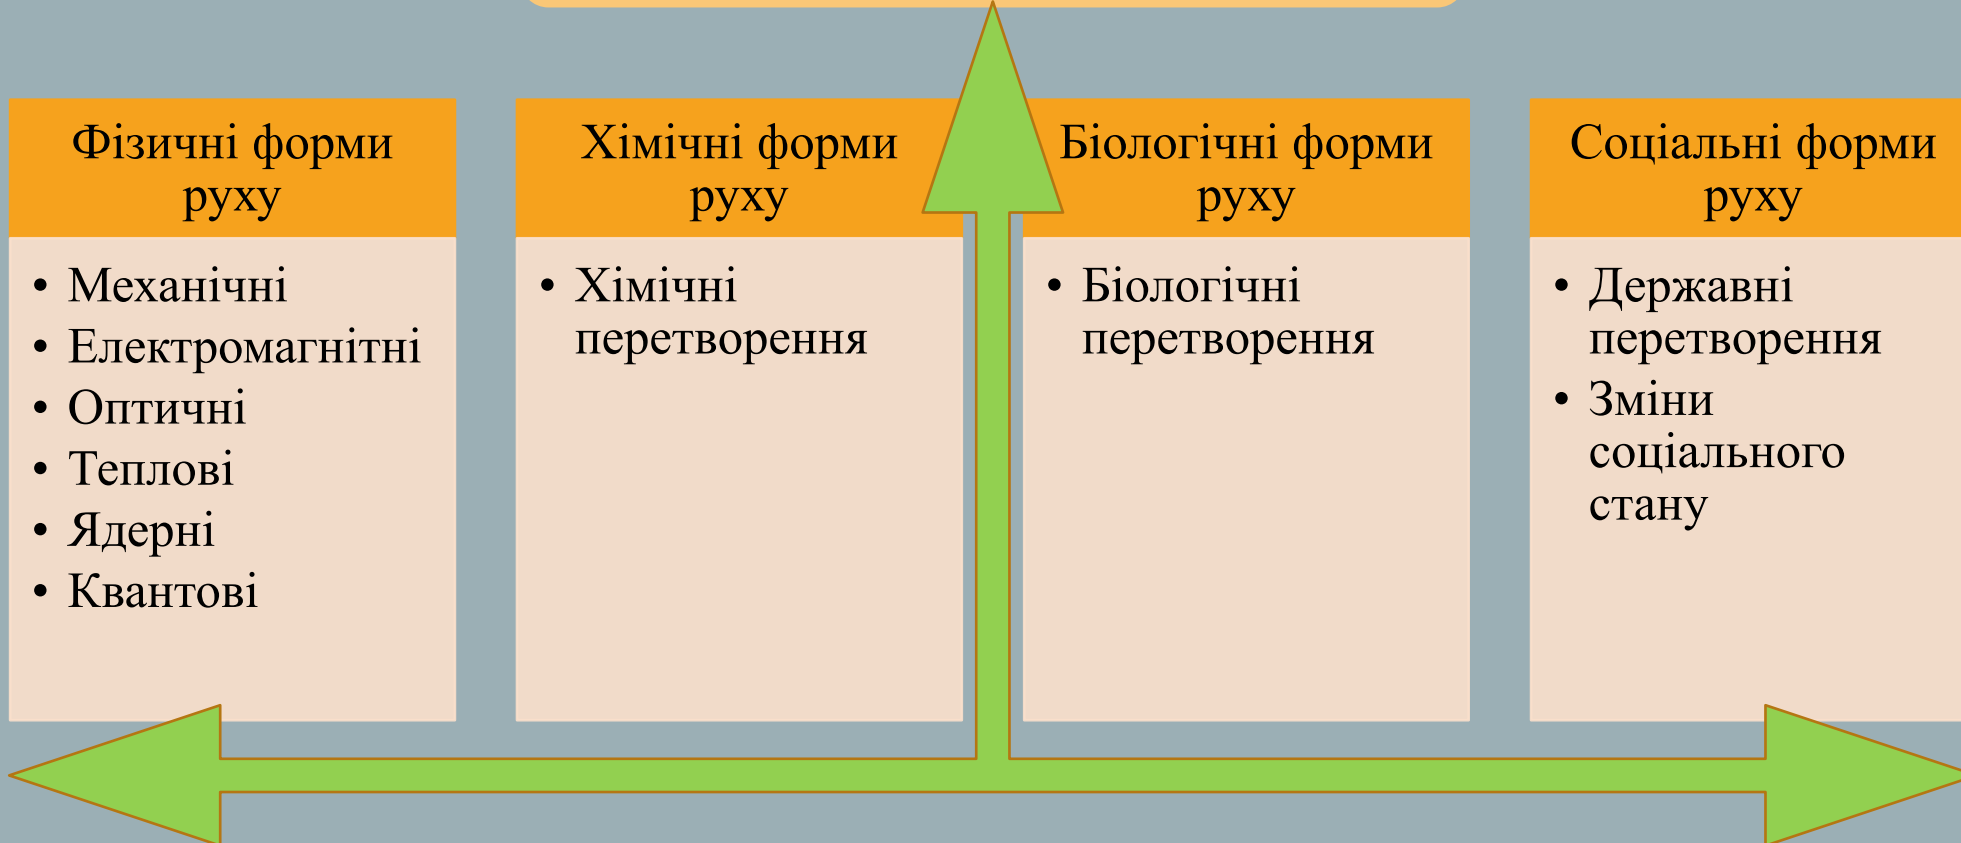 Фізичні форми
руху
• Механічні
• Електромагнітні
• Оптичні
• Теплові
• Ядерні
• Квантові
Хімічні форми
руху
• Хімічні
перетворення
Біологічні форми
руху
• Біологічні
перетворення
Соціальні форми
руху
• Державні
перетворення
• Зміни
соціального
стану